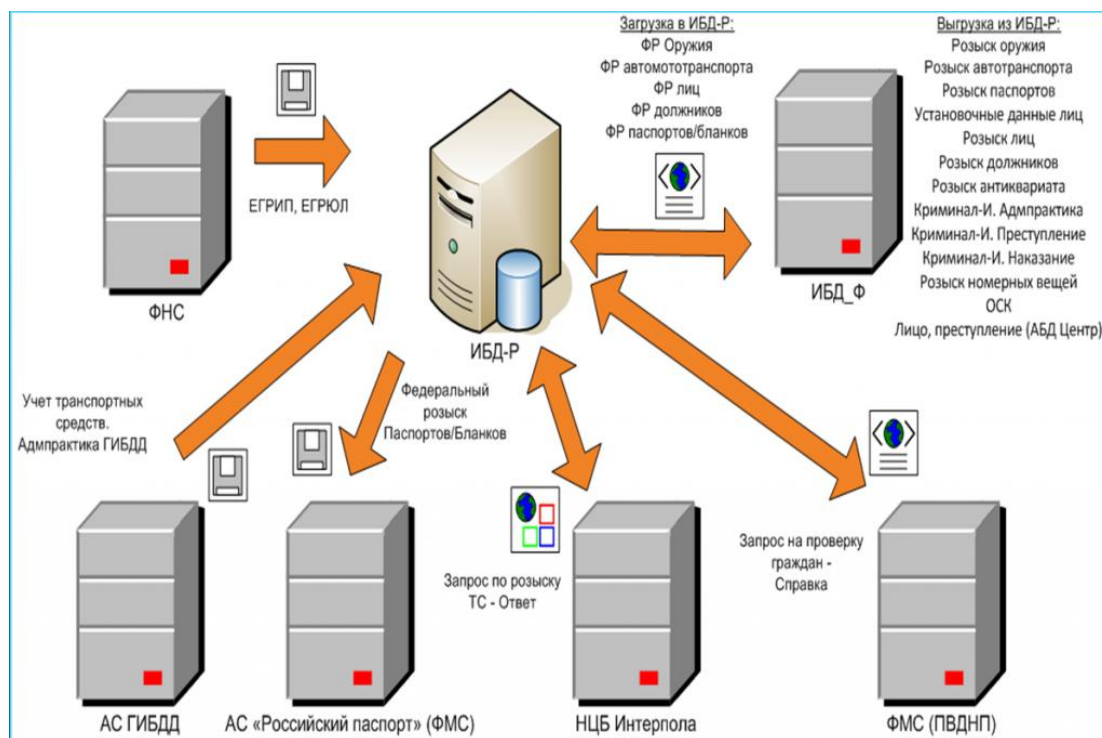 Загрузка в ИБД-Р:
ФР Оружия
ФР автомототранспорта
ФР лиц
ФР должников
ФР паспортов/бланков
Выгрузка из ИБД-Р:
Розыск оружия
Розыск автотранспорта
Розыск паспортов
Установочные данные лиц
Розыск лиц
Розыск должников
Розыск антиквариата
Криминал-И. Адмпрактика
Криминал-И. Преступление
Криминал-И. Наказание
Розыск номерных вещей
ОСК
Лицо, преступление (АБД Центр)
ЕГРИП, ЕГРЮЛ
ФНС
ИБД-Р
ИБД_Ф
Учет транспортных
средств.
Адмпрактика ГИБДД
Федеральный
розыск
Паспортов/Бланков
Запрос по розыску
ТС - Ответ
Запрос на проверку
граждан -
Справка
АС ГИБДД
АС «Российский паспорт» (ФМС)
НЦБ Интерпола
ФМС (ПВДНП)